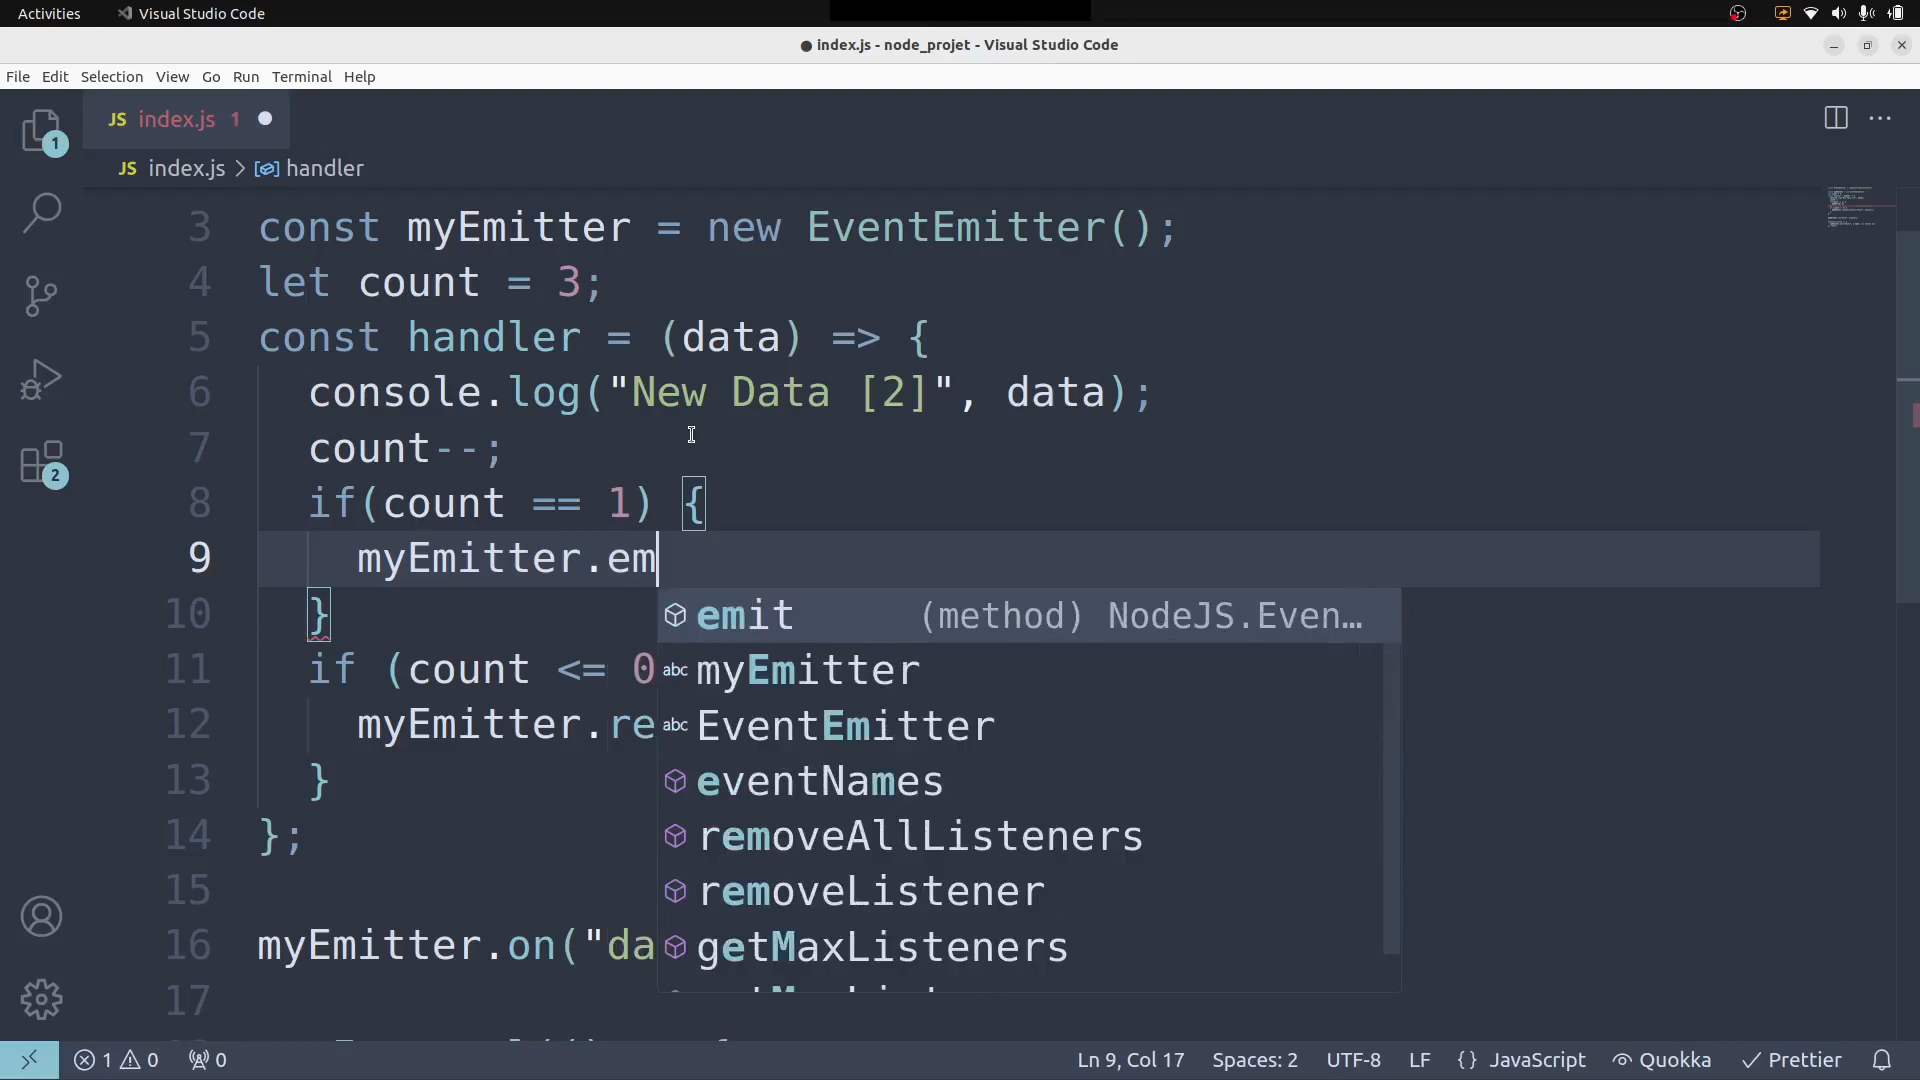 Activities Visual Studio Code
● index.js - node_projet - Visual Studio Code
File Edit Selection View Go Run Terminal Help
JS index.js 1
JS index.js > handler
1
2
3 const myEmitter = new EventEmitter();
4 let count = 3;
5 const handler = (data) => {
6 console.log("New Data [2]", data);
7 count--;
8 if(count == 1) {
9 myEmitter.em
10 }
emit (method) NodeJS.Even…
11 if (count <= 0
myEmitter
12 myEmitter.re
EventEmitter
13 }
eventNames
14 };
removeAllListeners
15
removeListener
16 myEmitter.on("da
getMaxListeners
17
1 0 0 Ln 9, Col 17 Spaces: 2 UTF-8 LF {} JavaScript Quokka Prettier